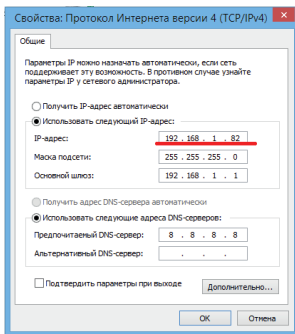 Свойства: Протокол Интернета версии 4 (TCP/IPv4)
Общие
Параметры IP можно назначать автоматически, если сеть
поддерживает эту возможность. В противном случае узнайте
параметры IP у сетевого администратора.
Получить IP-адрес автоматически
Использовать следующий IP-адрес:
IP-адрес: 192 . 168 . 1 . 82
Маска подсети: 255 . 255 . 255 . 0
Основной шлюз: 192 . 168 . 1 . 1
Получить адрес DNS-сервера автоматически
Использовать следующие адреса DNS-серверов:
Предпочитаемый DNS-сервер: 8 . 8 . 8 . 8
Альтернативный DNS-сервер: . . .
Подтвердить параметры при выходе
Дополнительно...
OK Отмена